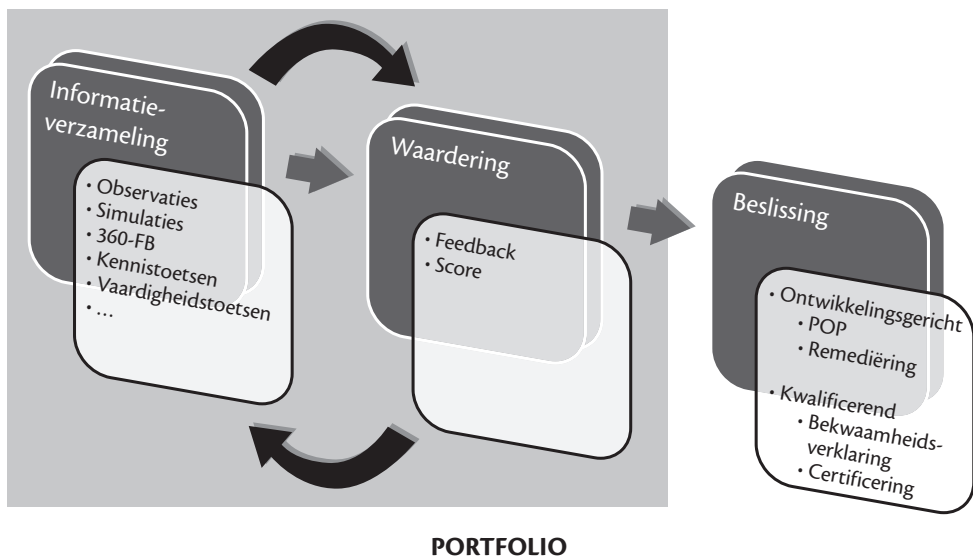 Informatie-
verzameling
· Observaties
· Simulaties
· 360-FB
· Kennistoetsen
· Vaardigheidstoetsen
· ...
Waardering
· Feedback
· Score
Beslissing
· Ontwikkelingsgericht
· POP
· Remediëring
· Kwalificerend
· Bekwaamheids-
verklaring
· Certificering
PORTFOLIO